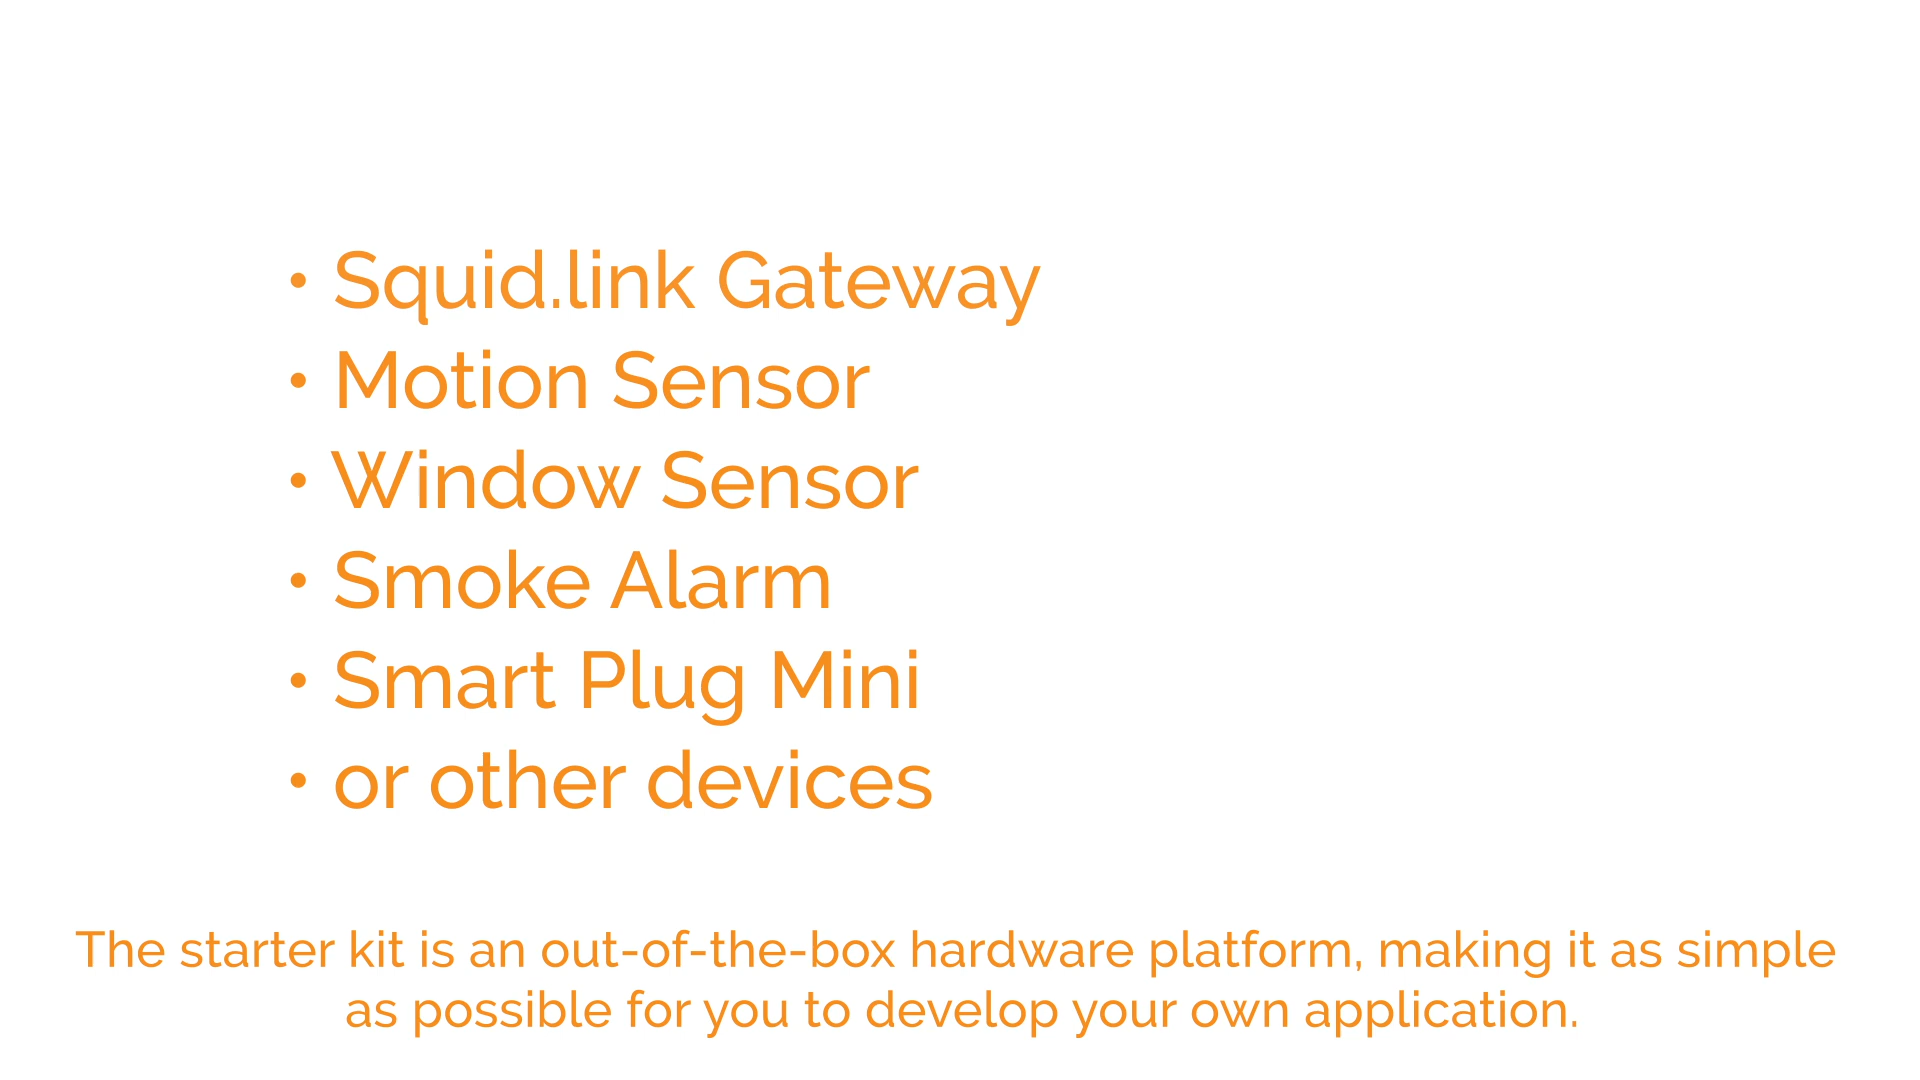 • Squid.link Gateway
• Motion Sensor
• Window Sensor
• Smoke Alarm
• Smart Plug Mini
• or other devices
The starter kit is an out-of-the-box hardware platform, making it as simple
as possible for you to develop your own application.